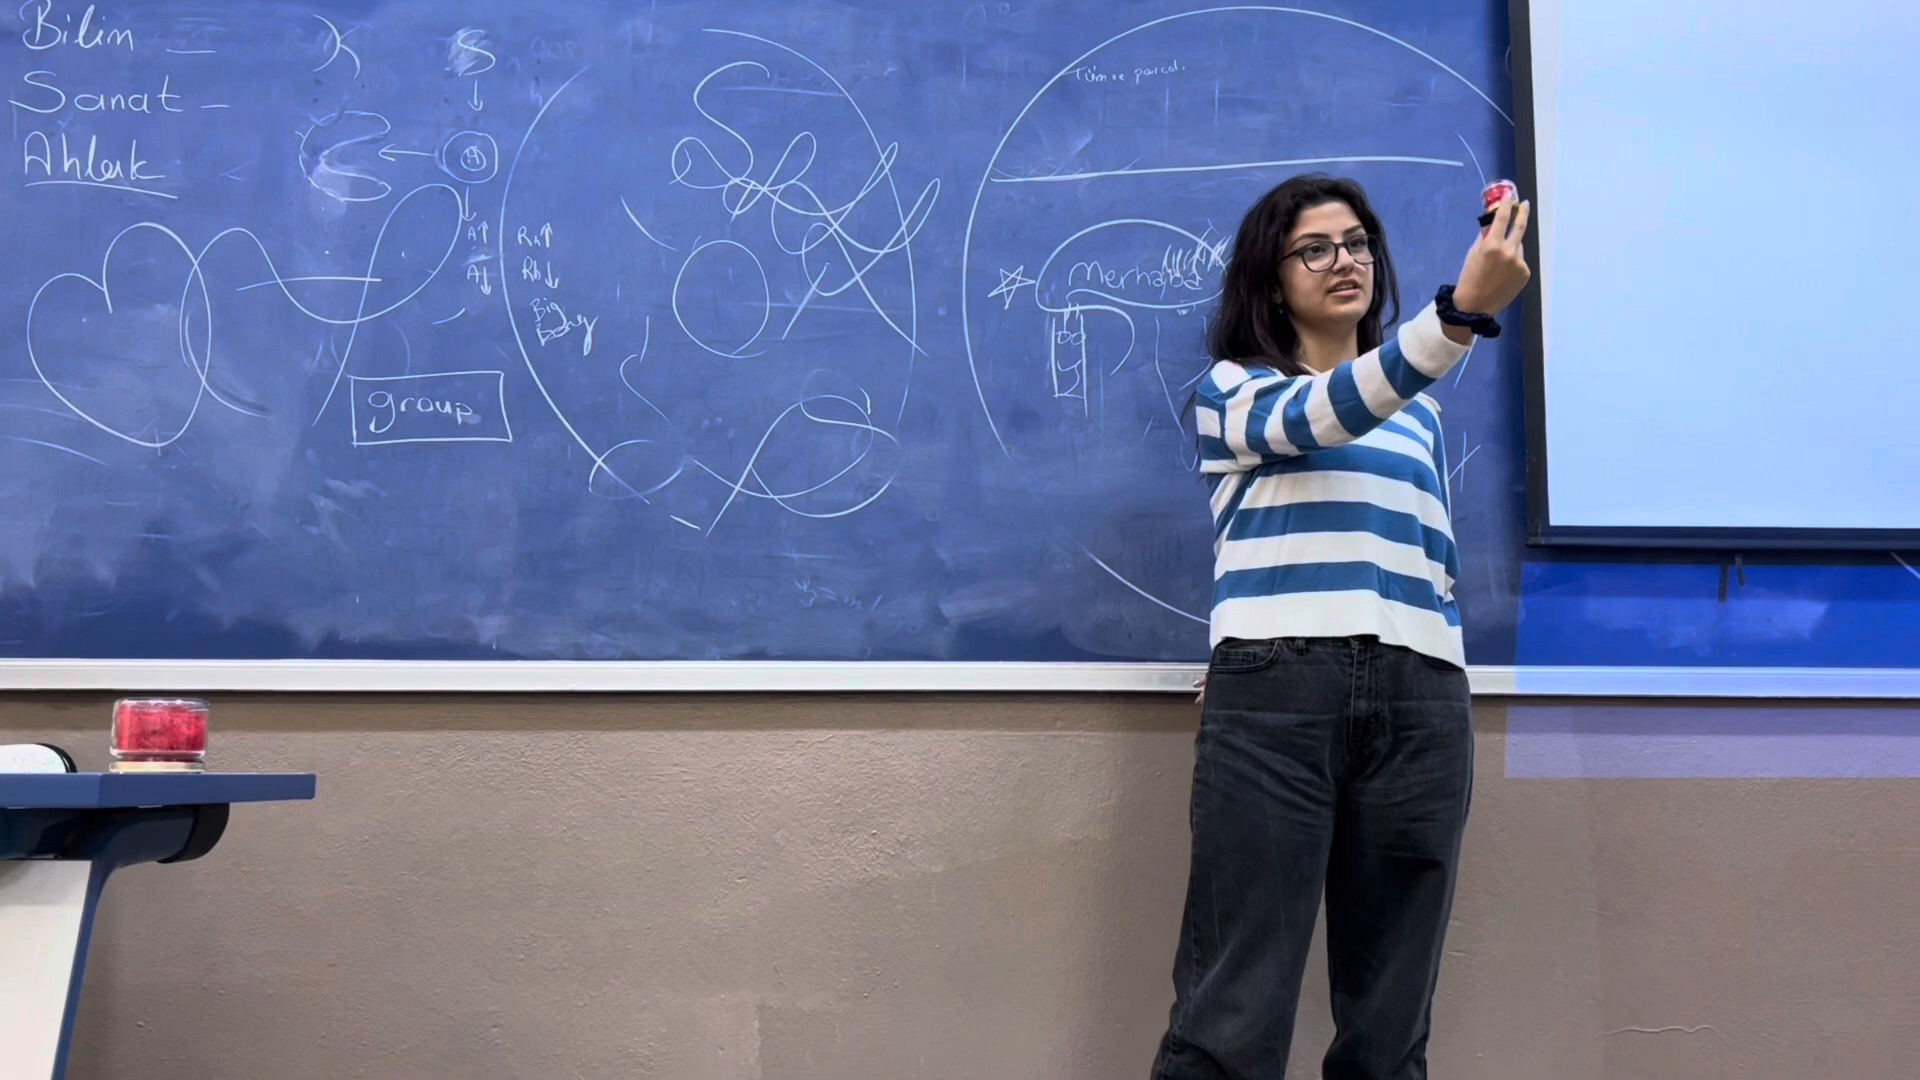 Bilim
Sanat
Ahlak
S
H
A↑
A↓
Rh↑
Rb↓
Big
Bang
group
Merhaba